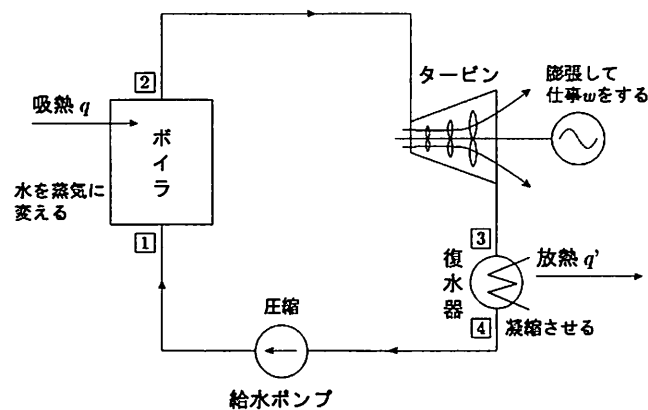 2
タービン
膨張して
仕事wをする
吸熱 q
ボイラ
水を蒸気に
変える
1
3
復水器
放熱 q'
4
凝縮させる
圧縮
給水ポンプ